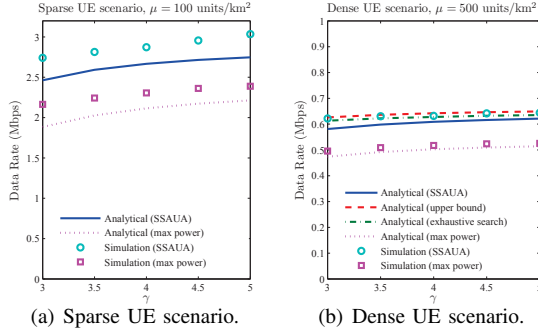 Sparse UE scenario, μ = 100 units/km²
3
2.5
2
1.5
1
0.5
0
3 3.5 4 4.5 5
Data Rate (Mbps)
γ
Analytical (SSAUA)
Analytical (max power)
Simulation (SSAUA)
Simulation (max power)
(a) Sparse UE scenario.
Dense UE scenario, μ = 500 units/km²
1
0.9
0.8
0.7
0.6
0.5
0.4
0.3
0.2
0.1
0
3 3.5 4 4.5 5
Data Rate (Mbps)
γ
Analytical (SSAUA)
Analytical (upper bound)
Analytical (exhaustive search)
Analytical (max power)
Simulation (SSAUA)
Simulation (max power)
(b) Dense UE scenario.